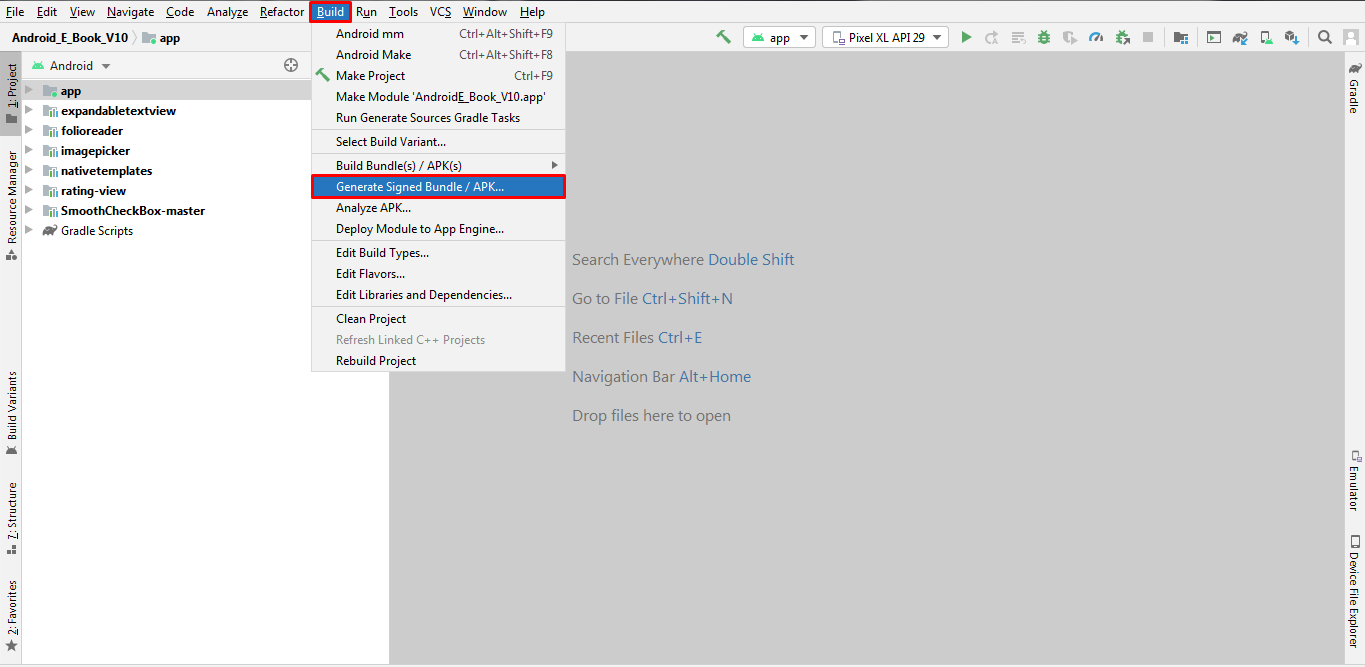 File Edit View Navigate Code Analyze Refactor Build Run Tools VCS Window Help
Android_E_Book_V10 app
app Pixel XL API 29
1: Project
Resource Manager
Build Variants
7: Structure
2: Favorites
Android
app
expandabletextview
folioreader
imagepicker
nativetemplates
rating-view
SmoothCheckBox-master
Gradle Scripts
Android mm Ctrl+Alt+Shift+F9
Android Make Ctrl+Alt+Shift+F8
Make Project Ctrl+F9
Make Module 'AndroidE_Book_V10.app'
Run Generate Sources Gradle Tasks
Select Build Variant...
Build Bundle(s) / APK(s)
Generate Signed Bundle / APK...
Analyze APK...
Deploy Module to App Engine...
Edit Build Types...
Edit Flavors...
Edit Libraries and Dependencies...
Clean Project
Refresh Linked C++ Projects
Rebuild Project
Search Everywhere Double Shift
Go to File Ctrl+Shift+N
Recent Files Ctrl+E
Navigation Bar Alt+Home
Drop files here to open
Gradle
Emulator
Device File Explorer